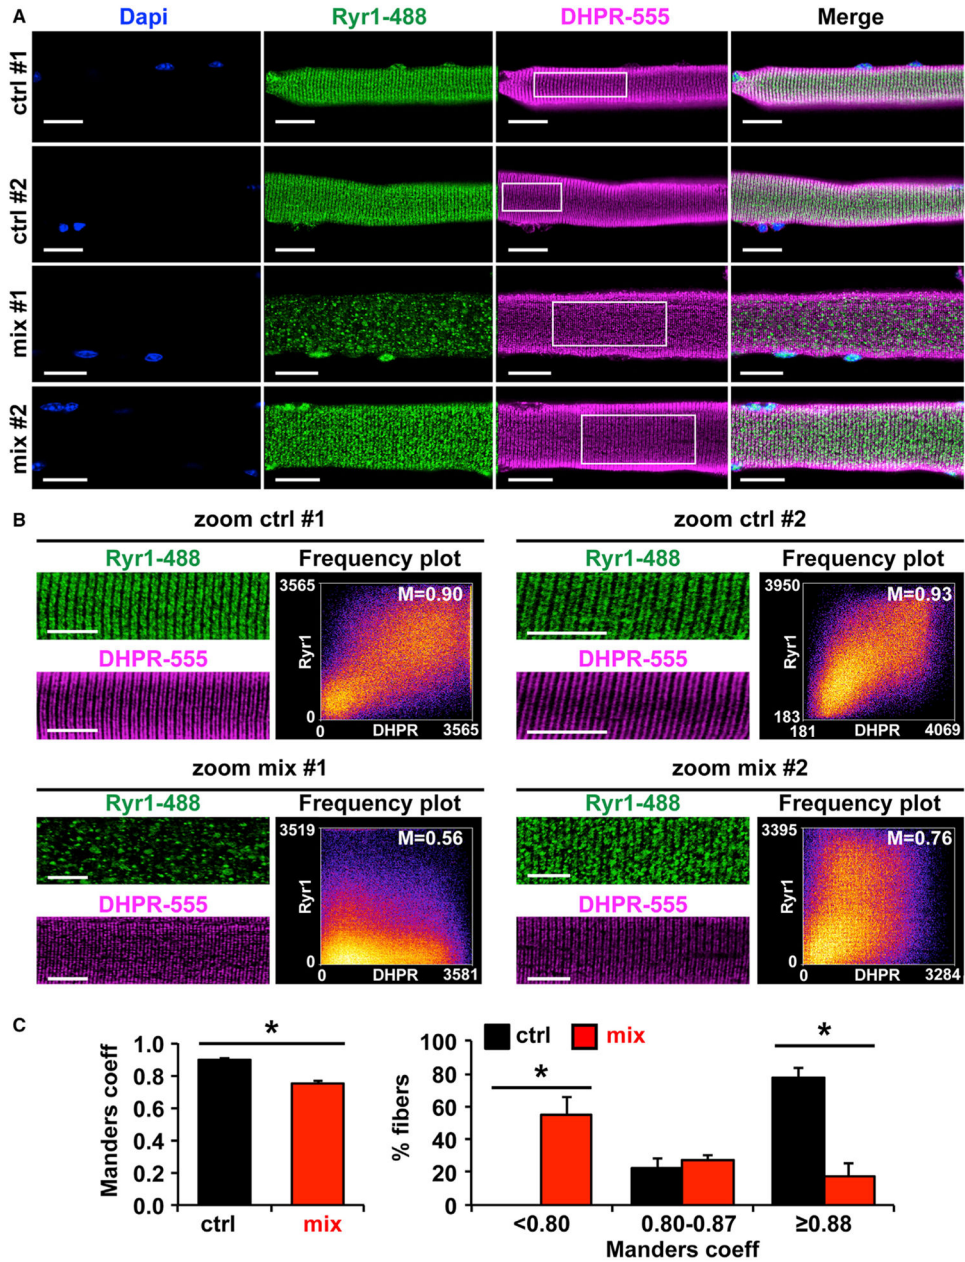 A
Dapi Ryr1-488 DHPR-555 Merge
ctrl #1
ctrl #2
mix #1
mix #2
B
zoom ctrl #1 zoom ctrl #2
Ryr1-488 Frequency plot Ryr1-488 Frequency plot
3565 M=0.90 3950 M=0.93
DHPR-555 Ryr1 DHPR-555 Ryr1
0 183
0 DHPR 3565 181 DHPR 4069
zoom mix #1 zoom mix #2
Ryr1-488 Frequency plot Ryr1-488 Frequency plot
3519 M=0.56 3395 M=0.76
DHPR-555 Ryr1 DHPR-555 Ryr1
0 0
0 DHPR 3581 0 DHPR 3284
C
Manders coeff
1.0
0.8
0.6
0.4
0.2
0.0
*
ctrl mix
ctrl mix
% fibers
100
80
60
40
20
0
* *
<0.80 0.80-0.87 ≥0.88
Manders coeff